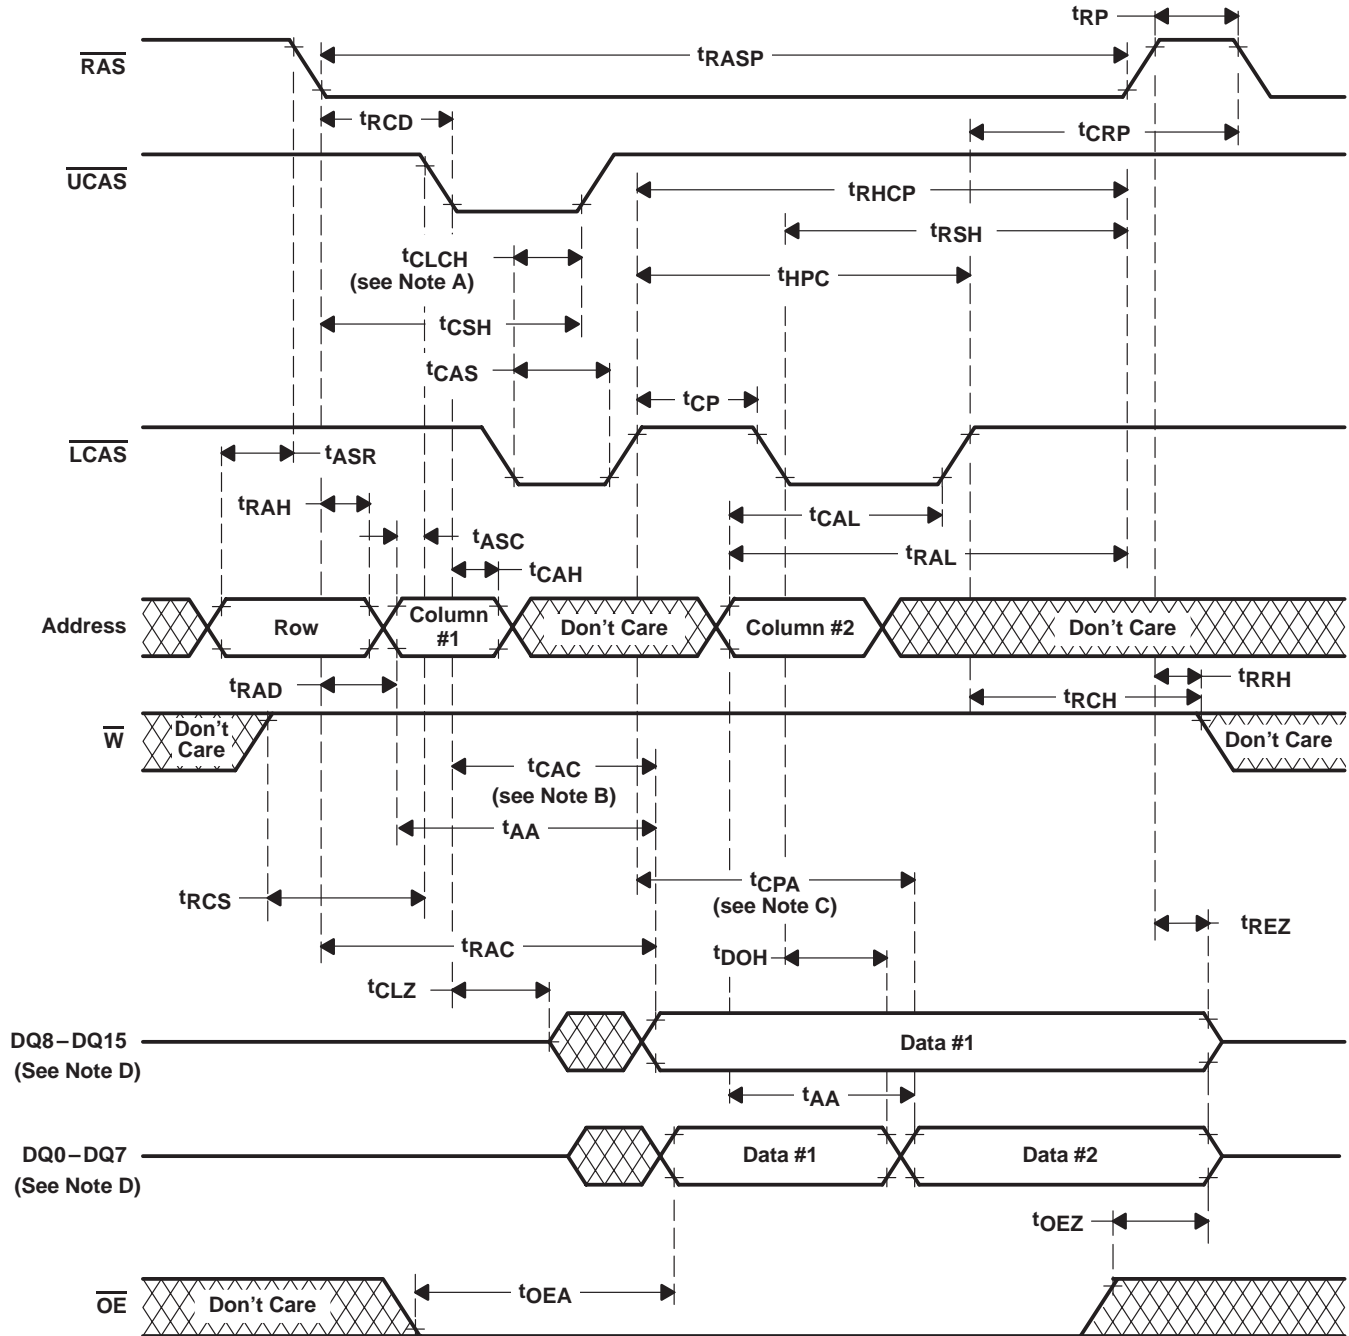 tRP
RAS
tRASP
tRCD
tCRP
UCAS
tRHCP
tRSH
tCLCH
(see Note A)
tHPC
tCSH
tCAS
tCP
LCAS
tASR
tRAH
tCAL
tASC
tRAL
tCAH
Address
Row
Column
#1
Don't Care
Column #2
Don't Care
tRAD
tRRH
tRCH
W
Don't
Care
Don't Care
tCAC
(see Note B)
tAA
tRCS
tCPA
(see Note C)
tREZ
tRAC
tDOH
tCLZ
DQ8–DQ15
(See Note D)
Data #1
tAA
DQ0–DQ7
(See Note D)
Data #1
Data #2
tOEZ
OE
Don't Care
tOEA